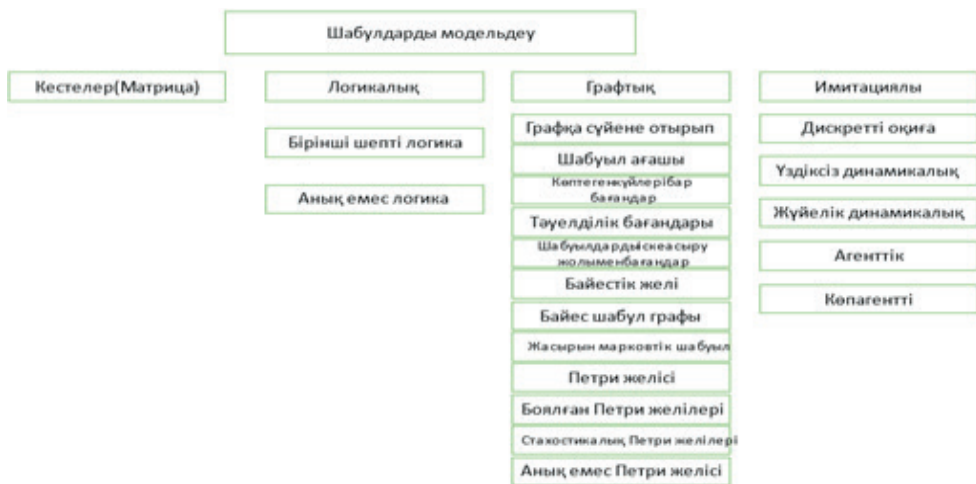 Шабулдарды модельдеу
Кестелер(Матрица)
Логикалық
Бірінші шепті логика
Анық емес логика
Графтық
Графқа сүйене отырып
Шабуыл ағашы
Көптегенкүйлерібар
бағандар
Тәуелділік бағандары
Шабуылдардыіскеасыру
жолыменбағандар
Байестік желі
Байес шабул графы
Жасырын марковтік шабуыл
Петри желісі
Боялған Петри желілері
Стахостикалық Петри желілері
Анық емес Петри желісі
Имитациялы
Дискретті оқиға
Үздіксіз динамикалық
Жүйелік динамикалық
Агенттік
Көпагентті